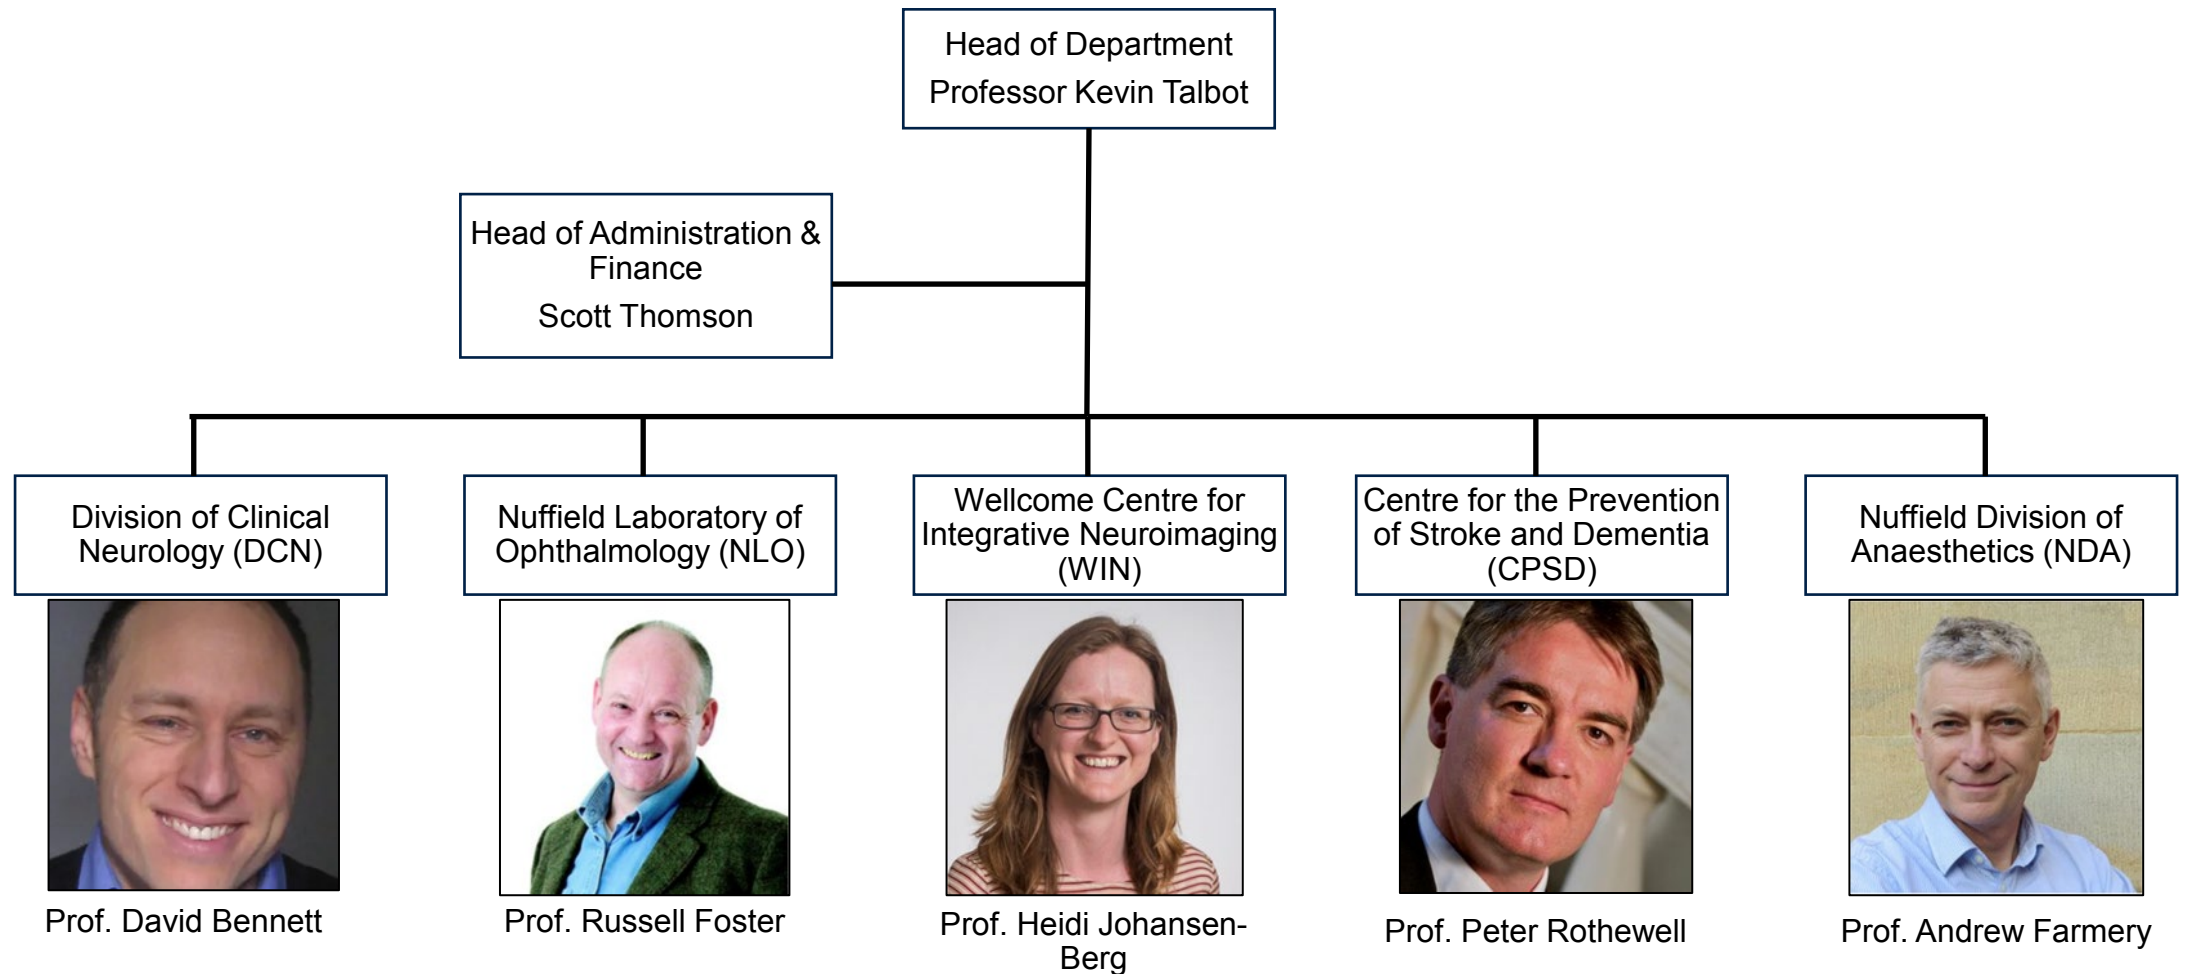 Head of Department
Professor Kevin Talbot
Head of Administration &
Finance
Scott Thomson
Division of Clinical
Neurology (DCN)
Nuffield Laboratory of
Ophthalmology (NLO)
Wellcome Centre for
Integrative Neuroimaging
(WIN)
Centre for the Prevention
of Stroke and Dementia
(CPSD)
Nuffield Division of
Anaesthetics (NDA)
Prof. David Bennett
Prof. Russell Foster
Prof. Heidi Johansen-
Berg
Prof. Peter Rothewell
Prof. Andrew Farmery